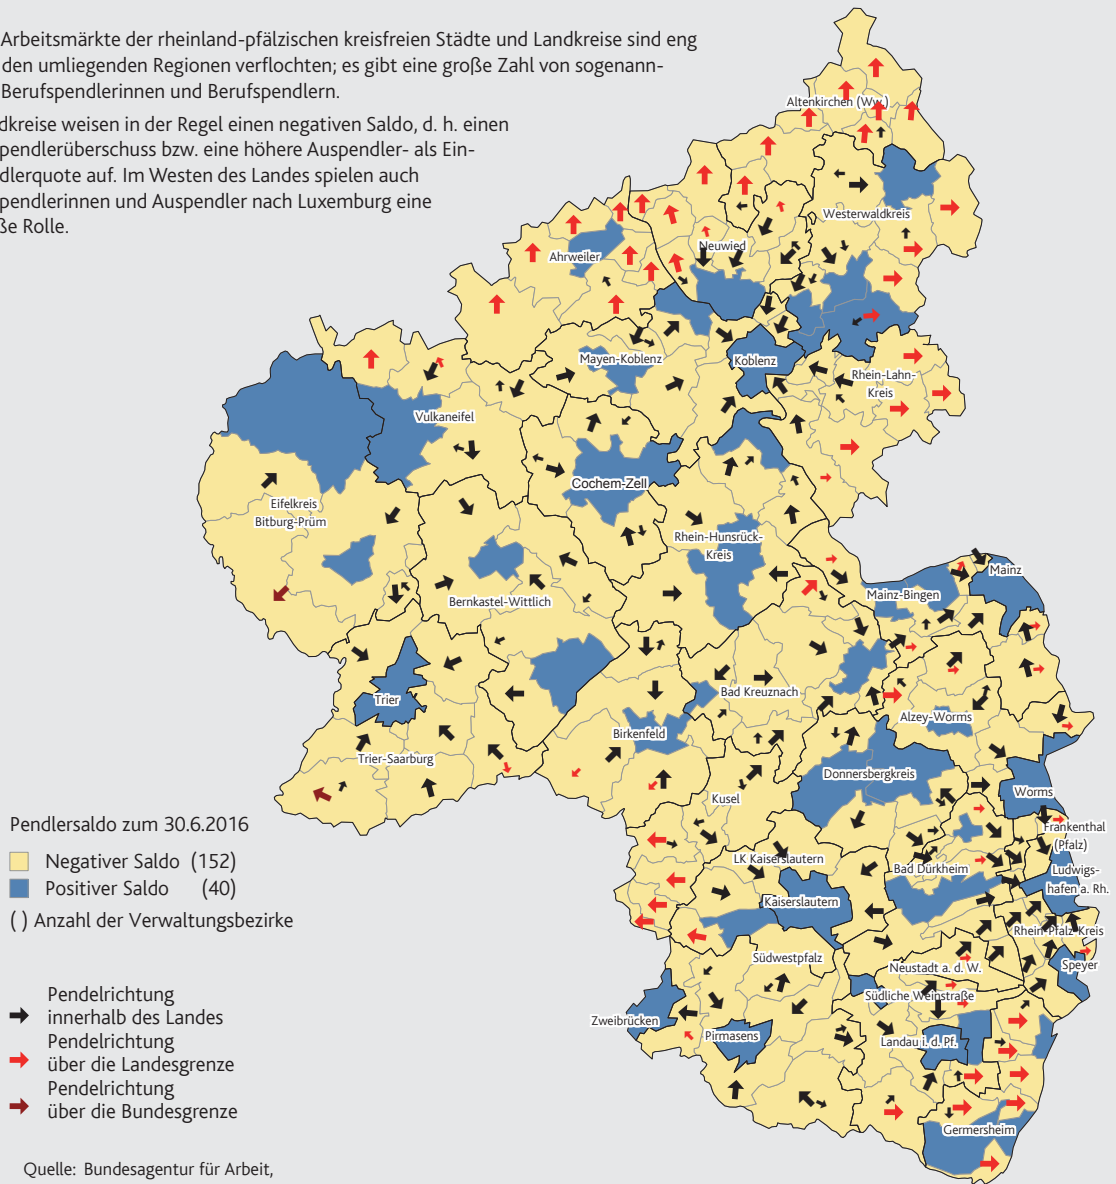 Arbeitsmärkte der rheinland-pfälzischen kreisfreien Städte und Landkreise sind eng
den umliegenden Regionen verflochten; es gibt eine große Zahl von sogenann-
Berufspendlerinnen und Berufspendlern.
dkreise weisen in der Regel einen negativen Saldo, d. h. einen
pendlerüberschuss bzw. eine höhere Auspendler- als Ein-
dlerquote auf. Im Westen des Landes spielen auch
pendlerinnen und Auspendler nach Luxemburg eine
ße Rolle.
Altenkirchen (Ww.)
Westerwaldkreis
Neuwied
Ahrweiler
Mayen-Koblenz
Koblenz
Rhein-Lahn-
Kreis
Vulkaneifel
Cochem-Zell
Eifelkreis
Bitburg-Prüm
Rhein-Hunsrück-
Kreis
Mainz
Mainz-Bingen
Bernkastel-Wittlich
Bad Kreuznach
Trier
Alzey-Worms
Birkenfeld
Trier-Saarburg
Donnersbergkreis
Kusel
Worms
Frankenthal
(Pfalz)
LK Kaiserslautern
Bad Dürkheim
Ludwigs-
hafen a. Rh.
Kaiserslautern
Rhein-Pfalz-Kreis
Südwestpfalz
Neustadt a. d. W.
Speyer
Südliche Weinstraße
Zweibrücken
Pirmasens
Landau i. d. Pf.
Germersheim
Pendlersaldo zum 30.6.2016
Negativer Saldo (152)
Positiver Saldo (40)
( ) Anzahl der Verwaltungsbezirke
Pendelrichtung
innerhalb des Landes
Pendelrichtung
über die Landesgrenze
Pendelrichtung
über die Bundesgrenze
Quelle: Bundesagentur für Arbeit,